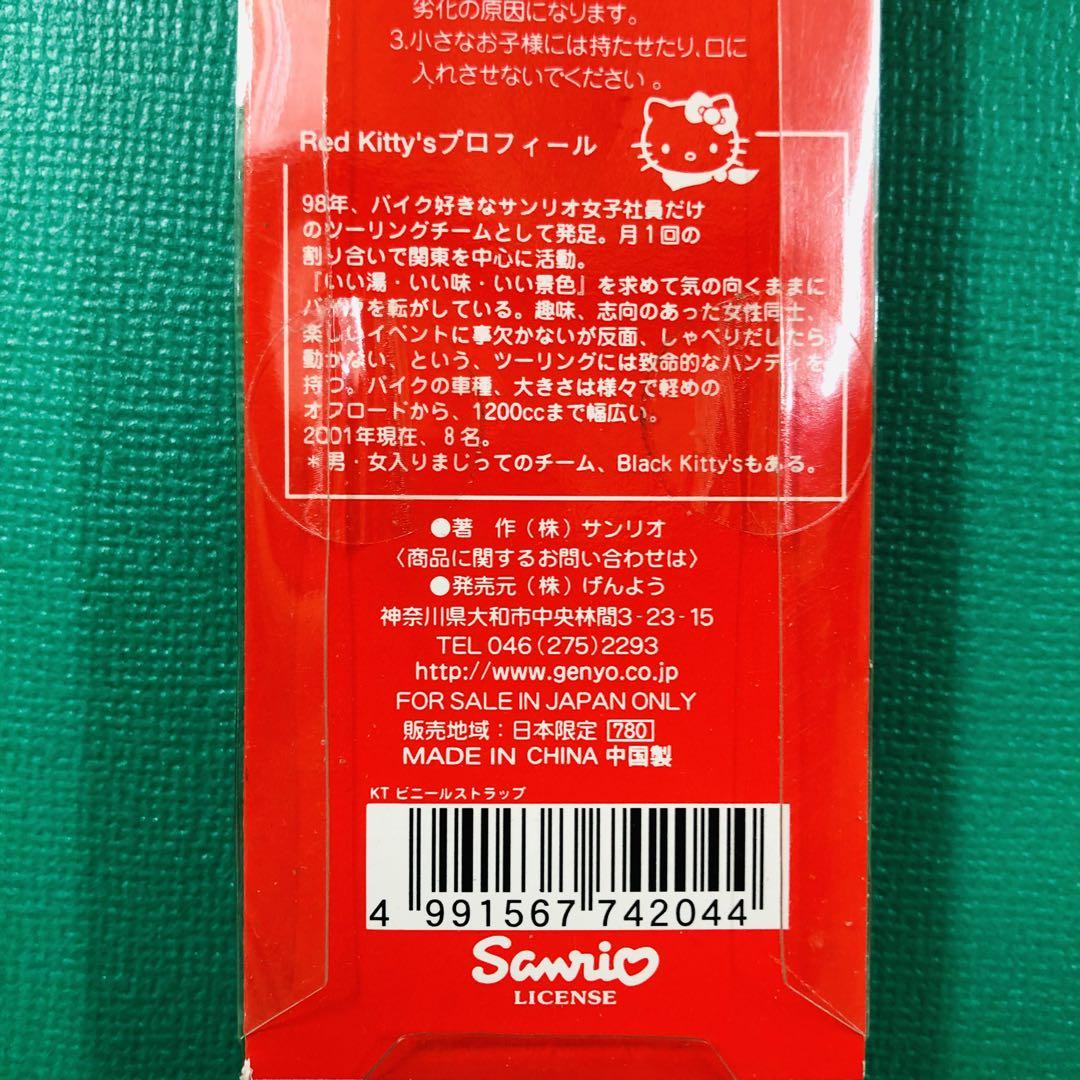 劣化の原因になります。
3.小さなお子様には持たせたり、口に
入れさせないでください。
Red Kitty'sプロフィール
98年、バイク好きなサンリオ女子社員だけ
のツーリングチームとして発足。月1回の
割り合いで関東を中心に活動。
『いい湯・いい味・いい景色』を求めて気の向くままに
バイクを転がしている。趣味、志向のあった女性同士、
楽しいイベントに事欠かないが反面、しゃべりだしたら
動かない、という、ツーリングには致命的なハンディを
持つ。バイクの車種、大きさは様々で軽めの
オフロードから、1200ccまで幅広い。
2001年現在、8名。
*男・女入りまじってのチーム、Black Kitty'sもある。
●著 作(株)サンリオ
〈商品に関するお問い合わせは〉
●発売元(株)げんよう
神奈川県大和市中央林間3-23-15
TEL 046(275)2293
http://www.genyo.co.jp
FOR SALE IN JAPAN ONLY
販売地域:日本限定 780
MADE IN CHINA 中国製
KT ビニールストラップ
4 991567 742044
Sanrio
LICENSE